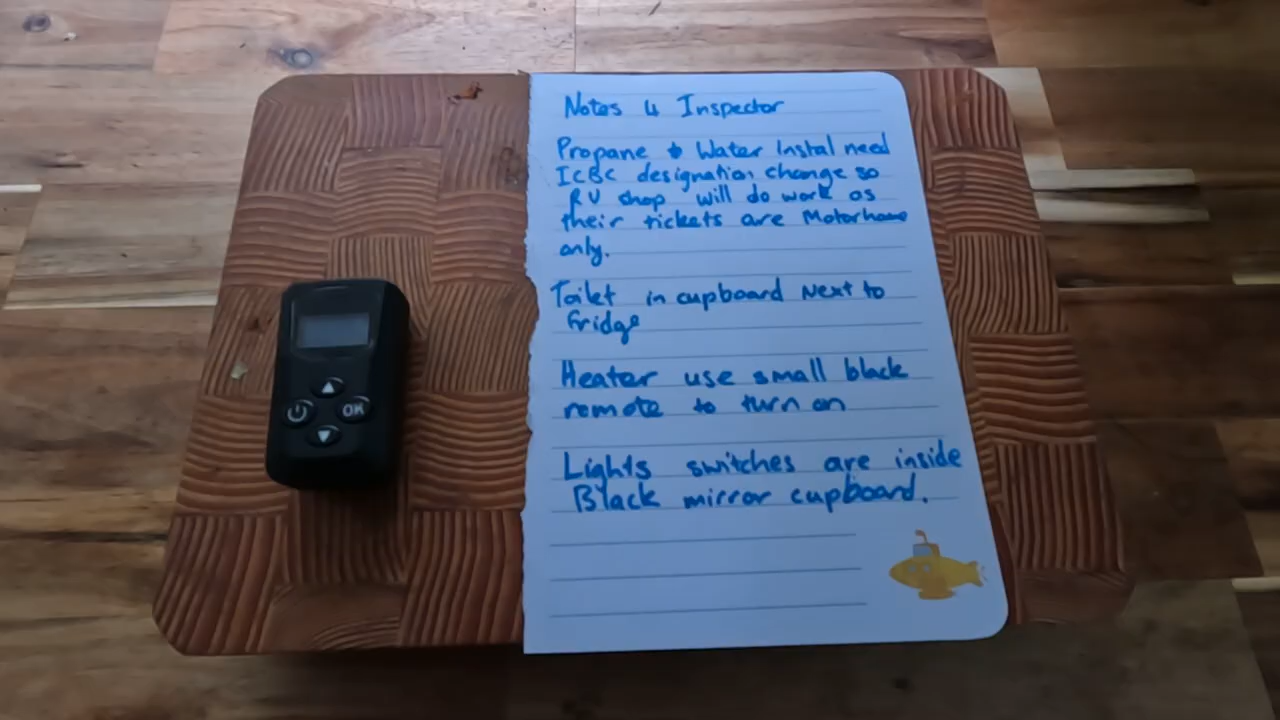 Notes 4 Inspector
Propane & Water Instal need
ICBC designation change so
RV shop will do work as
their tickets are Motorhome
only.
Toilet in cupboard Next to
fridge
Heater use small black
remote to turn on
Lights switches are inside
Black mirror cupboard.
OK